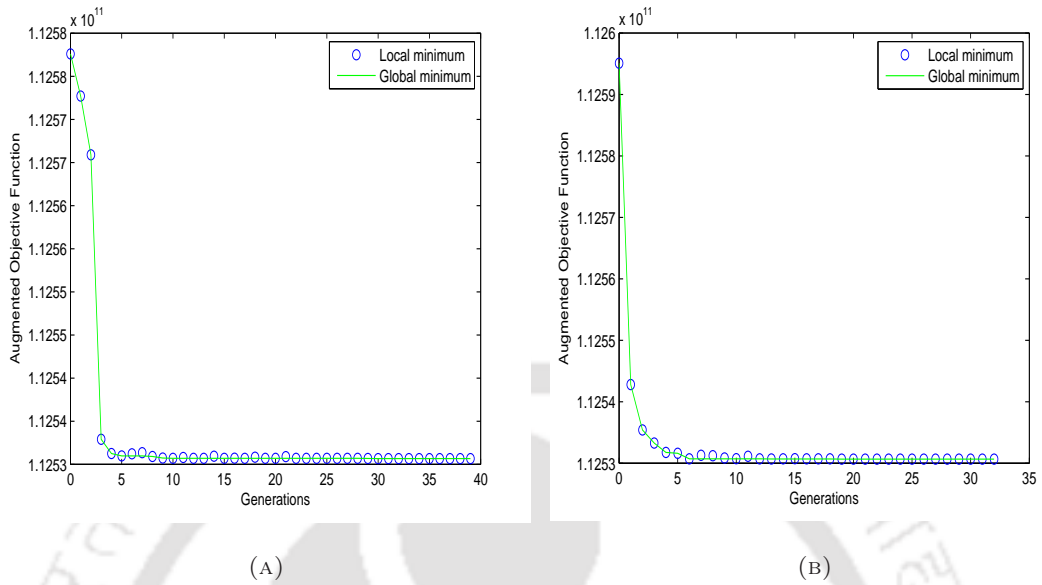 x 10^11
1.1258
1.1258
1.1257
1.1257
1.1256
1.1256
1.1255
1.1255
1.1254
1.1254
1.1253
0 5 10 15 20 25 30 35 40
Generations
Augmented Objective Function
Local minimum
Global minimum
(A)
x 10^11
1.126
1.1259
1.1258
1.1257
1.1256
1.1255
1.1254
1.1253
0 5 10 15 20 25 30 35
Generations
Augmented Objective Function
Local minimum
Global minimum
(B)